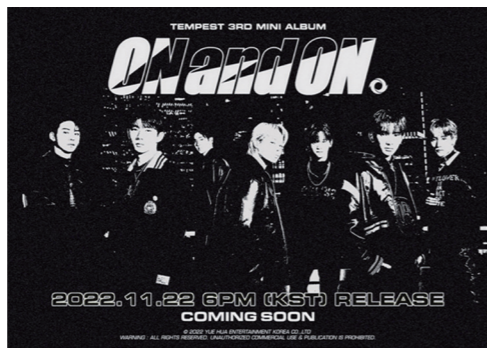 TEMPEST 3RD MINI ALBUM
ON and ON.
2022.11.22 6PM (KST) RELEASE
COMING SOON
© 2022 YUE HUA ENTERTAINMENT KOREA CO.,LTD
WARNING : ALL RIGHTS RESERVED. UNAUTHORIZED COMMERCIAL USE & PUBLICATION IS PROHIBITED.